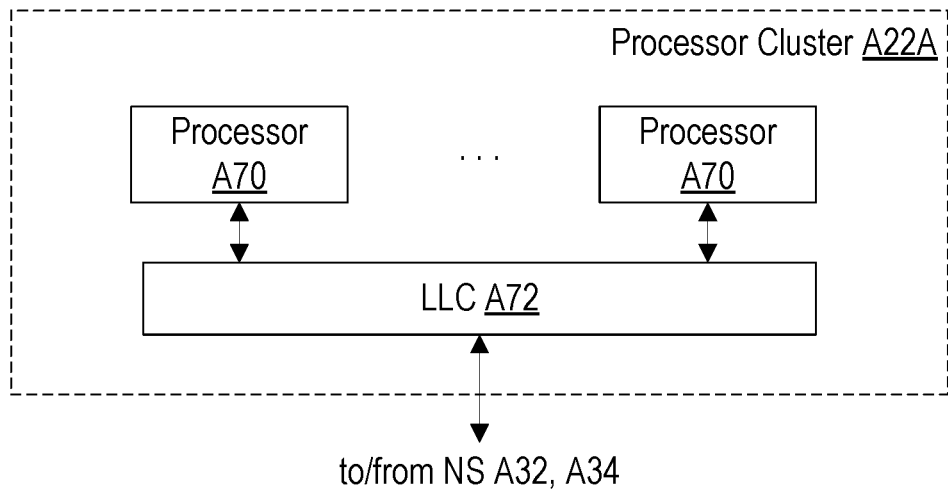 Processor Cluster A22A
Processor
A70
. . .
Processor
A70
LLC A72
to/from NS A32, A34